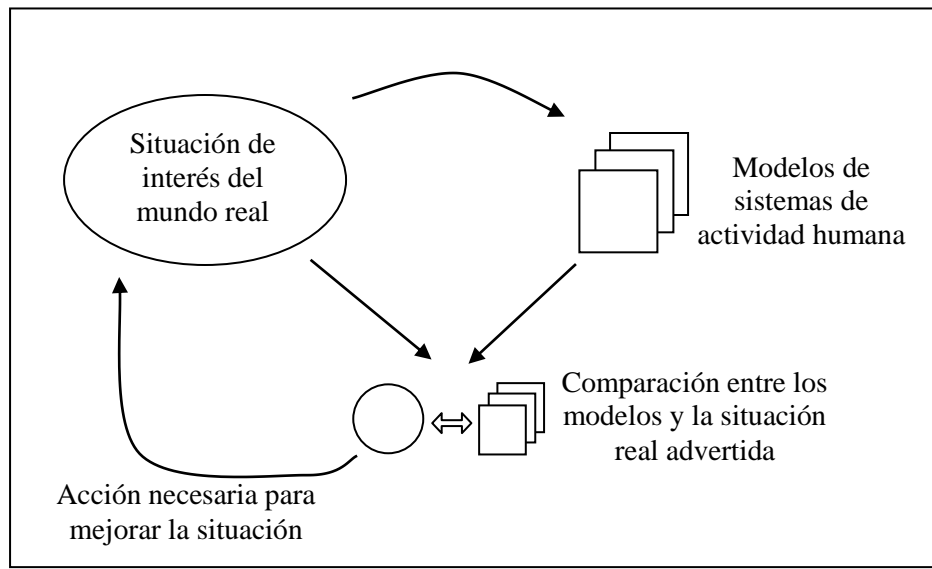 Situación de
interés del
mundo real
Modelos de
sistemas de
actividad humana
Comparación entre los
modelos y la situación
real advertida
Acción necesaria para
mejorar la situación